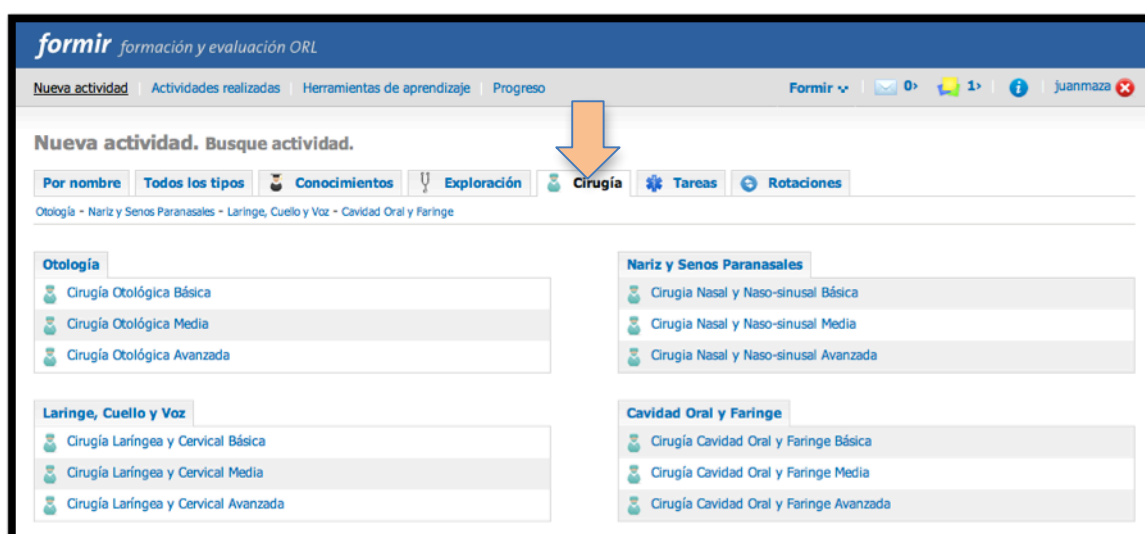 formir formación y evaluación ORL
Nueva actividad Actividades realizadas Herramientas de aprendizaje Progreso Formir 0› 1› juanmaza
Nueva actividad. Busque actividad.
Por nombre Todos los tipos Conocimientos Exploración Cirugía Tareas Rotaciones
Otología - Nariz y Senos Paranasales - Laringe, Cuello y Voz - Cavidad Oral y Faringe
Otología
Cirugía Otológica Básica
Cirugía Otológica Media
Cirugía Otológica Avanzada
Nariz y Senos Paranasales
Cirugia Nasal y Naso-sinusal Básica
Cirugia Nasal y Naso-sinusal Media
Cirugia Nasal y Naso-sinusal Avanzada
Laringe, Cuello y Voz
Cirugía Laríngea y Cervical Básica
Cirugía Laríngea y Cervical Media
Cirugía Laríngea y Cervical Avanzada
Cavidad Oral y Faringe
Cirugía Cavidad Oral y Faringe Básica
Cirugía Cavidad Oral y Faringe Media
Cirugía Cavidad Oral y Faringe Avanzada